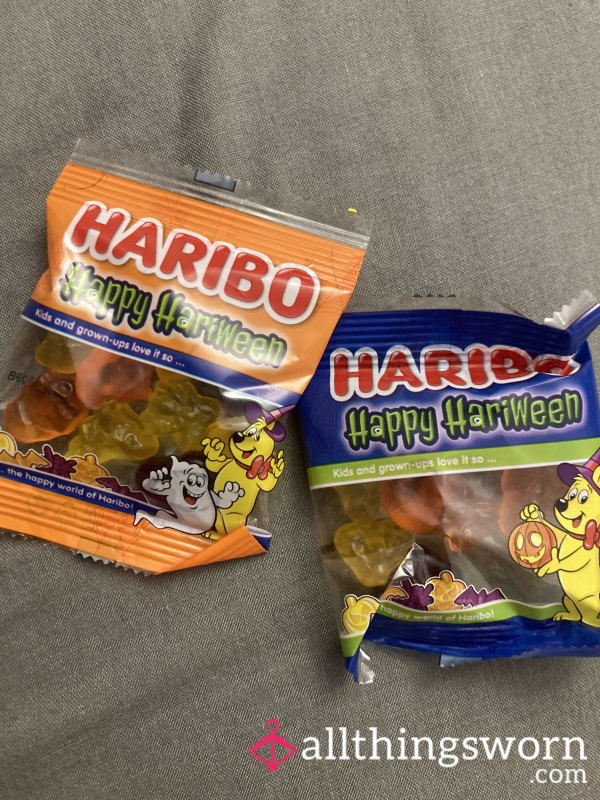 HARIBO
Happy HariWeen
Kids and grown-ups love it so ...
... the happy world of Haribo!
HARIBO
Happy HariWeen
Kids and grown-ups love it so ...
happy world of Haribo!
allthingsworn
.com